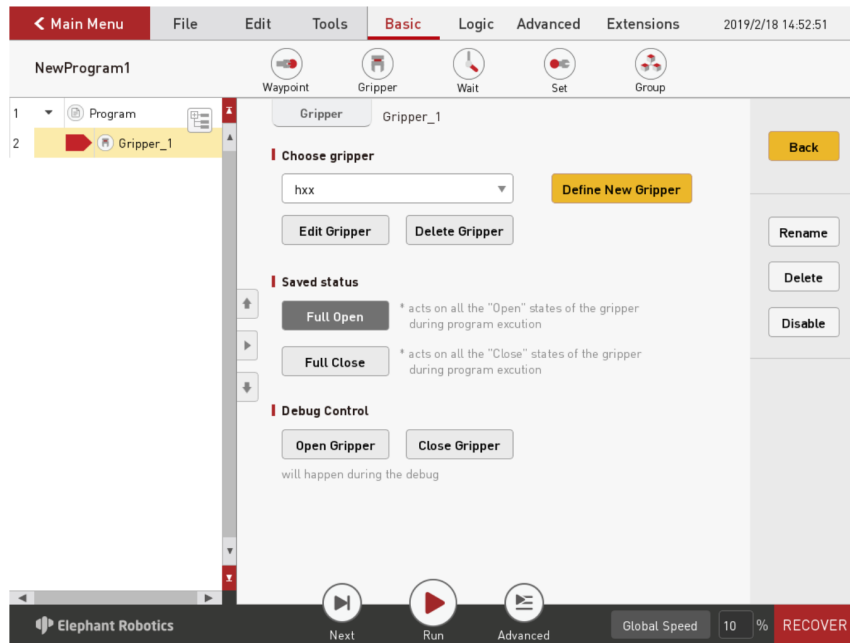 Main Menu File Edit Tools Basic Logic Advanced Extensions 2019/2/18 14:52:51
NewProgram1
Waypoint Gripper Wait Set Group
1 Program
2 Gripper_1
Gripper Gripper_1
Choose gripper
hxx Define New Gripper
Edit Gripper Delete Gripper
Saved status
Full Open * acts on all the "Open" states of the gripper
during program excution
Full Close * acts on all the "Close" states of the gripper
during program excution
Debug Control
Open Gripper Close Gripper
will happen during the debug
Back
Rename
Delete
Disable
Elephant Robotics Next Run Advanced Global Speed 10 % RECOVER